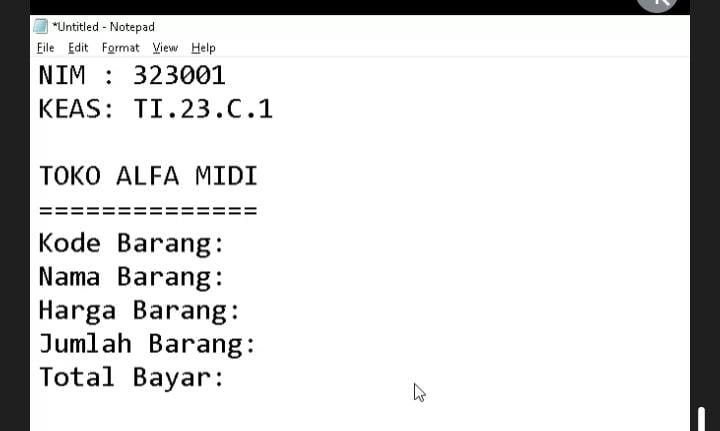 *Untitled - Notepad
File Edit Format View Help
NIM : 323001
KEAS: TI.23.C.1
TOKO ALFA MIDI
==============
Kode Barang:
Nama Barang:
Harga Barang:
Jumlah Barang:
Total Bayar: